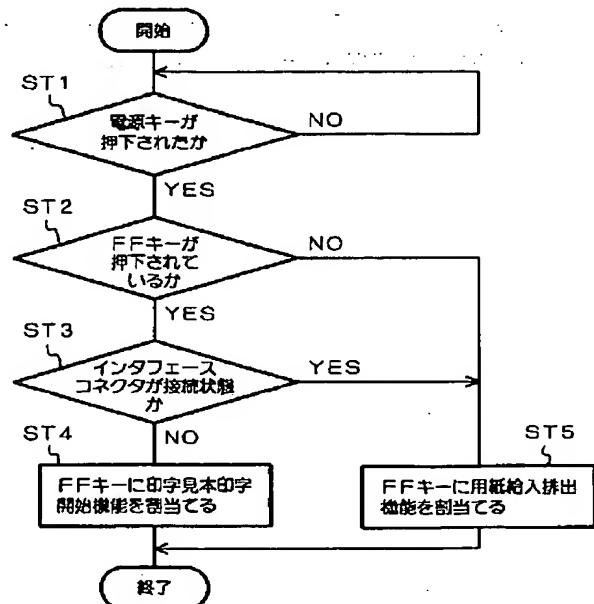 開始
ST1
電源キーが
押下されたか
NO
YES
ST2
FFキーが
押下されて
いるか
NO
YES
ST3
インタフェース
コネクタが接続状態
か
YES
NO
ST4
FFキーに印字見本印字
開始機能を割当てる
ST5
FFキーに用紙給入排出
機能を割当てる
終了